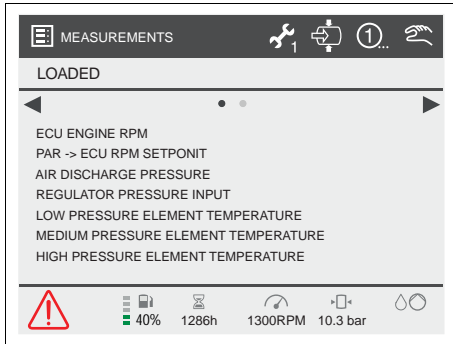 MEASUREMENTS
1
1...
LOADED
ECU ENGINE RPM
PAR -> ECU RPM SETPONIT
AIR DISCHARGE PRESSURE
REGULATOR PRESSURE INPUT
LOW PRESSURE ELEMENT TEMPERATURE
MEDIUM PRESSURE ELEMENT TEMPERATURE
HIGH PRESSURE ELEMENT TEMPERATURE
40% 1286h 1300RPM 10.3 bar